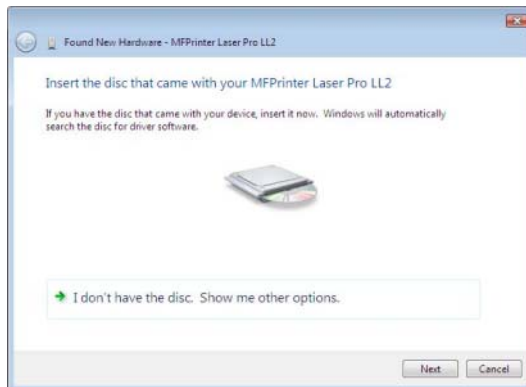 Found New Hardware - MFPrinter Laser Pro LL2
Insert the disc that came with your MFPrinter Laser Pro LL2
If you have the disc that came with your device, insert it now. Windows will automatically
search the disc for driver software.
I don't have the disc. Show me other options.
Next Cancel